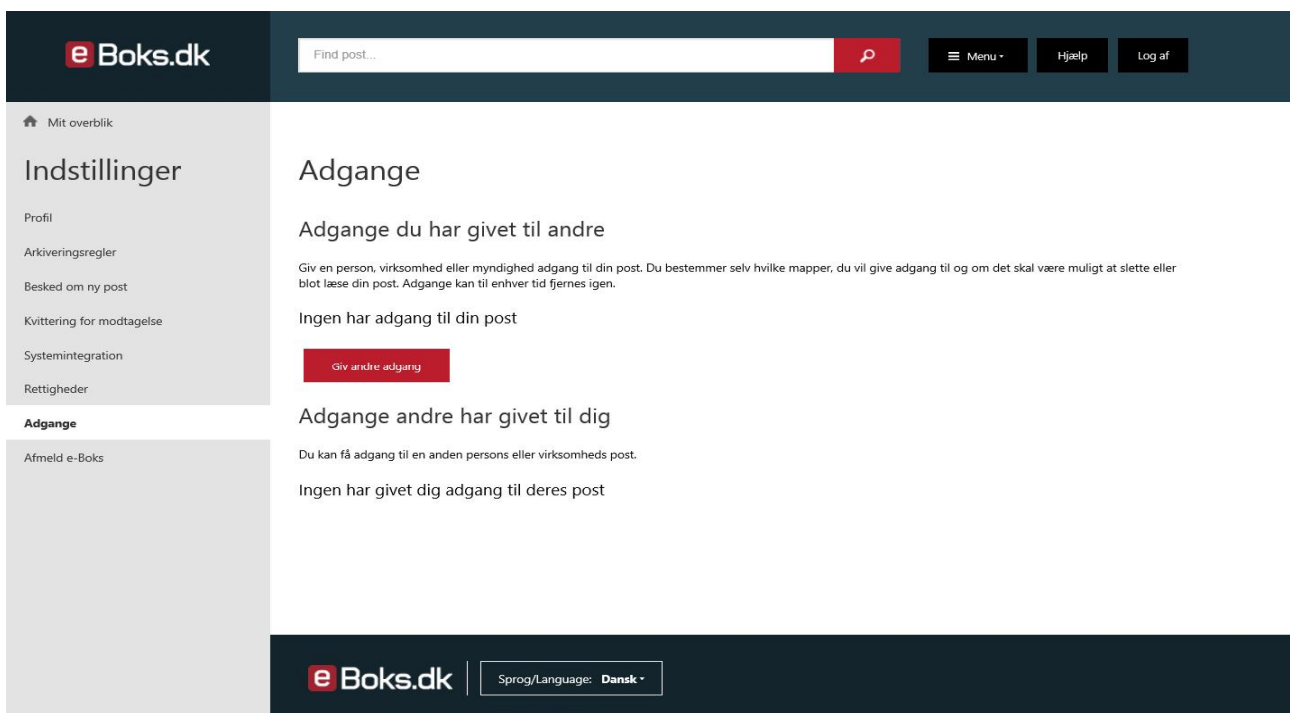 e Boks.dk
Find post...
Menu
Hjælp
Log af
Mit overblik
Indstillinger
Profil
Arkiveringsregler
Besked om ny post
Kvittering for modtagelse
Systemintegration
Rettigheder
Adgange
Afmeld e-Boks
Adgange
Adgange du har givet til andre
Giv en person, virksomhed eller myndighed adgang til din post. Du bestemmer selv hvilke mapper, du vil give adgang til og om det skal være muligt at slette eller
blot læse din post. Adgange kan til enhver tid fjernes igen.
Ingen har adgang til din post
Giv andre adgang
Adgange andre har givet til dig
Du kan få adgang til en anden persons eller virksomheds post.
Ingen har givet dig adgang til deres post
e Boks.dk
Sprog/Language: Dansk